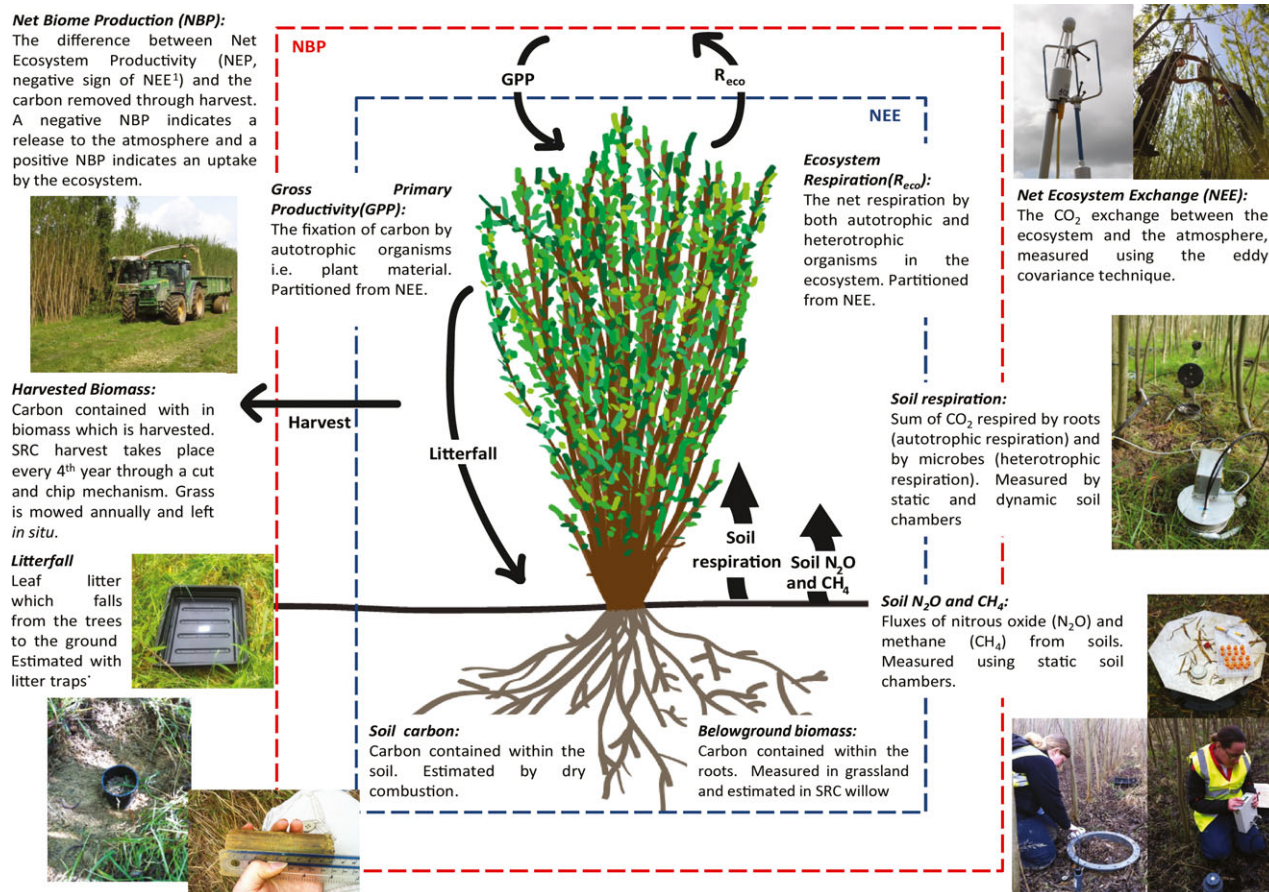 Net Biome Production (NBP):
The difference between Net
Ecosystem Productivity (NEP,
negative sign of NEE¹) and the
carbon removed through harvest.
A negative NBP indicates a
release to the atmosphere and a
positive NBP indicates an uptake
by the ecosystem.
Harvested Biomass:
Carbon contained with in
biomass which is harvested.
SRC harvest takes place
every 4th year through a cut
and chip mechanism. Grass
is mowed annually and left
in situ.
Litterfall
Leaf litter
which falls
from the trees
to the ground
Estimated with
litter traps˙
NBP
NEE
GPP
Reco
Gross Primary
Productivity(GPP):
The fixation of carbon by
autotrophic organisms
i.e. plant material.
Partitioned from NEE.
Ecosystem
Respiration(Reco):
The net respiration by
both autotrophic and
heterotrophic
organisms in the
ecosystem. Partitioned
from NEE.
Harvest
Litterfall
Soil
respiration
Soil N₂O
and CH₄
Soil carbon:
Carbon contained within the
soil. Estimated by dry
combustion.
Belowground biomass:
Carbon contained within the
roots. Measured in grassland
and estimated in SRC willow
Net Ecosystem Exchange (NEE):
The CO₂ exchange between the
ecosystem and the atmosphere,
measured using the eddy
covariance technique.
Soil respiration:
Sum of CO₂ respired by roots
(autotrophic respiration) and
by microbes (heterotrophic
respiration). Measured by
static and dynamic soil
chambers
Soil N₂O and CH₄:
Fluxes of nitrous oxide (N₂O) and
methane (CH₄) from soils.
Measured using static soil
chambers.